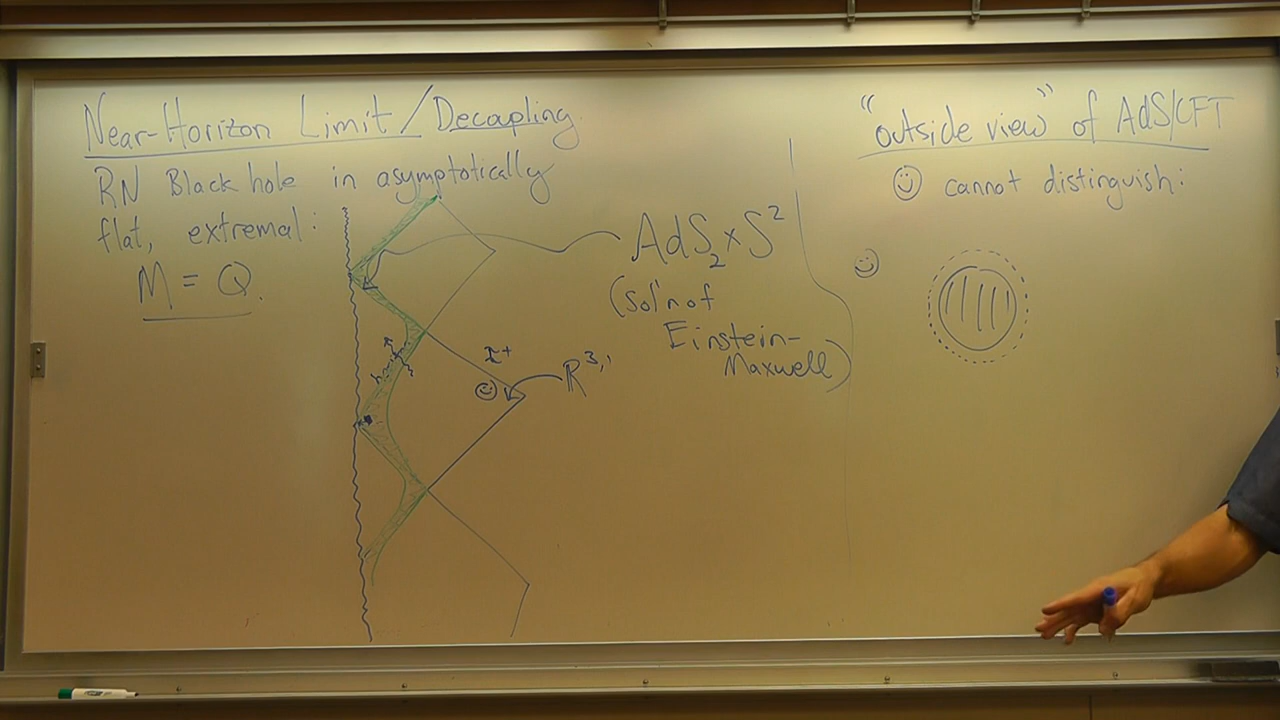 Near-Horizon Limit/Decoupling
RN Black hole in asymptotically
flat, extremal:
M = Q.
AdS₂×S²
(sol'n of
Einstein-
Maxwell)
I⁺
R³,¹
"outside view" of AdS/CFT
☺ cannot distinguish: